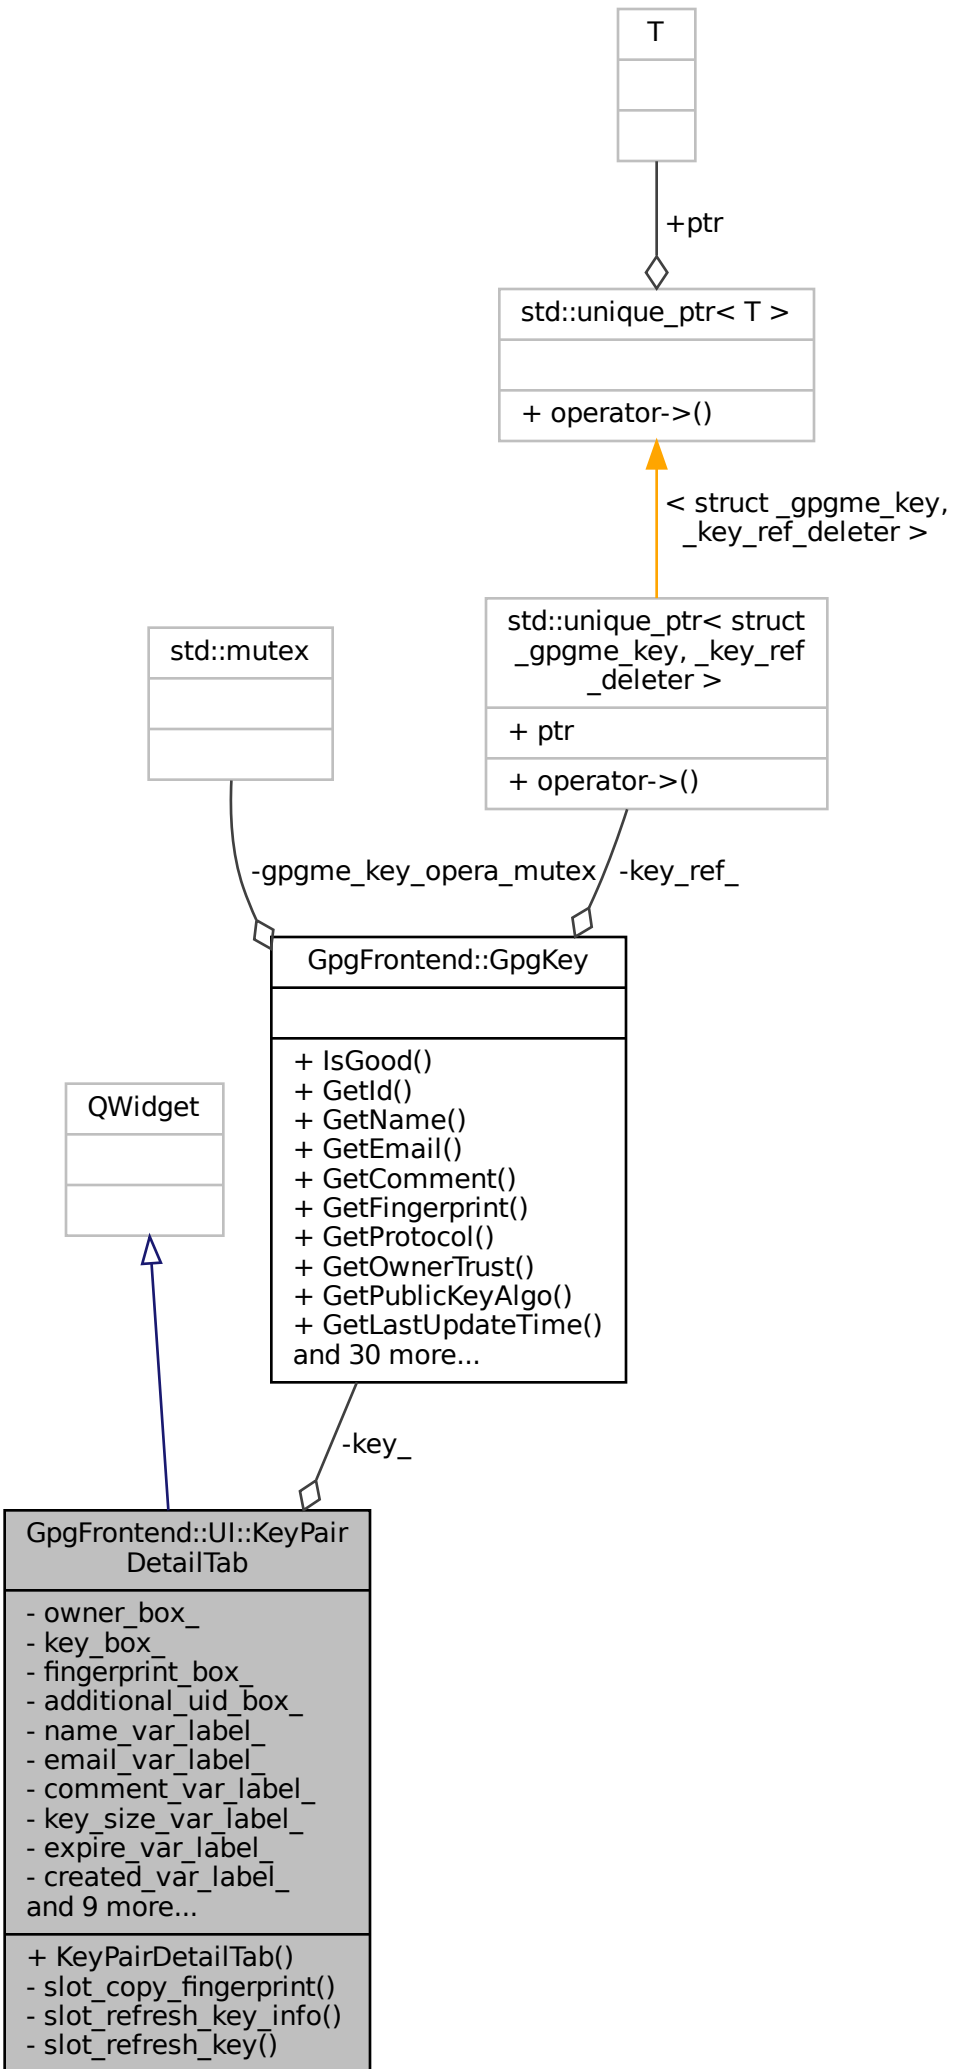 T
+ptr
std::unique_ptr< T >
+ operator->()
< struct _gpgme_key,
_key_ref_deleter >
std::unique_ptr< struct
_gpgme_key, _key_ref
_deleter >
+ ptr
+ operator->()
std::mutex
-gpgme_key_opera_mutex
-key_ref_
GpgFrontend::GpgKey
+ IsGood()
+ GetId()
+ GetName()
+ GetEmail()
+ GetComment()
+ GetFingerprint()
+ GetProtocol()
+ GetOwnerTrust()
+ GetPublicKeyAlgo()
+ GetLastUpdateTime()
and 30 more...
QWidget
-key_
GpgFrontend::UI::KeyPair
DetailTab
- owner_box_
- key_box_
- fingerprint_box_
- additional_uid_box_
- name_var_label_
- email_var_label_
- comment_var_label_
- key_size_var_label_
- expire_var_label_
- created_var_label_
and 9 more...
+ KeyPairDetailTab()
- slot_copy_fingerprint()
- slot_refresh_key_info()
- slot_refresh_key()